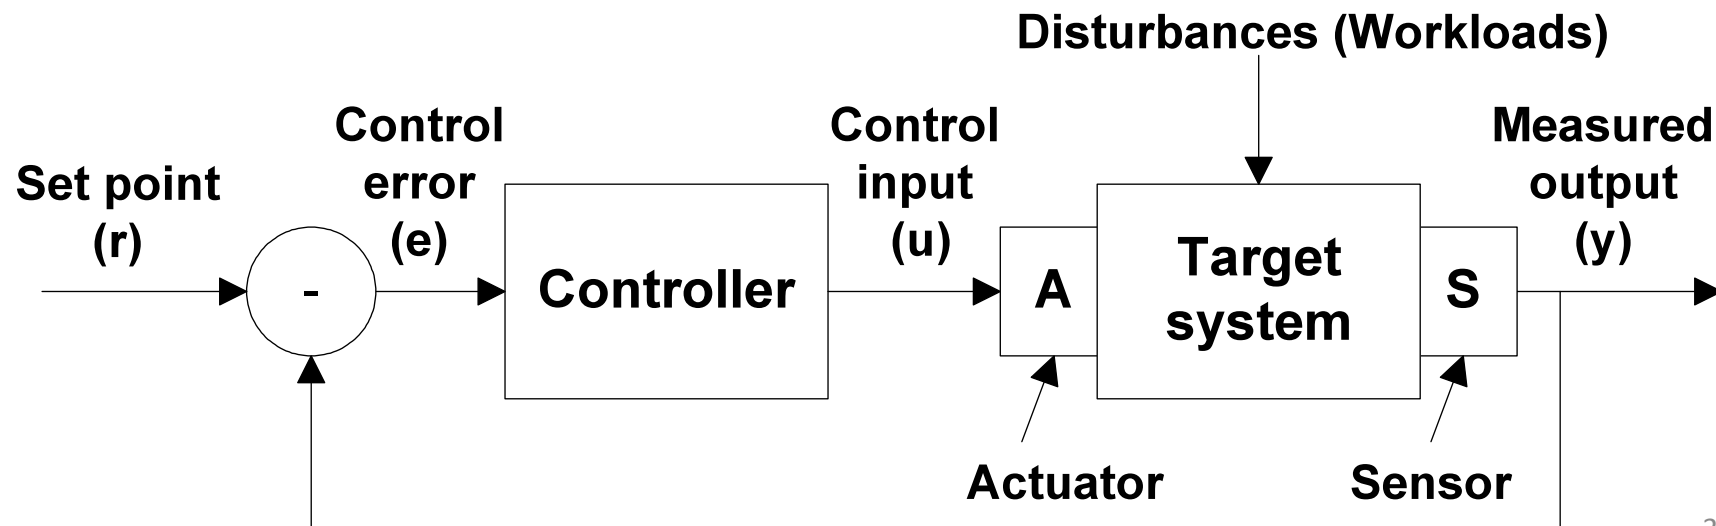 Disturbances (Workloads)
Set point
(r)
Control
error
(e)
-
Controller
Control
input
(u)
A
Target
system
S
Measured
output
(y)
Actuator
Sensor